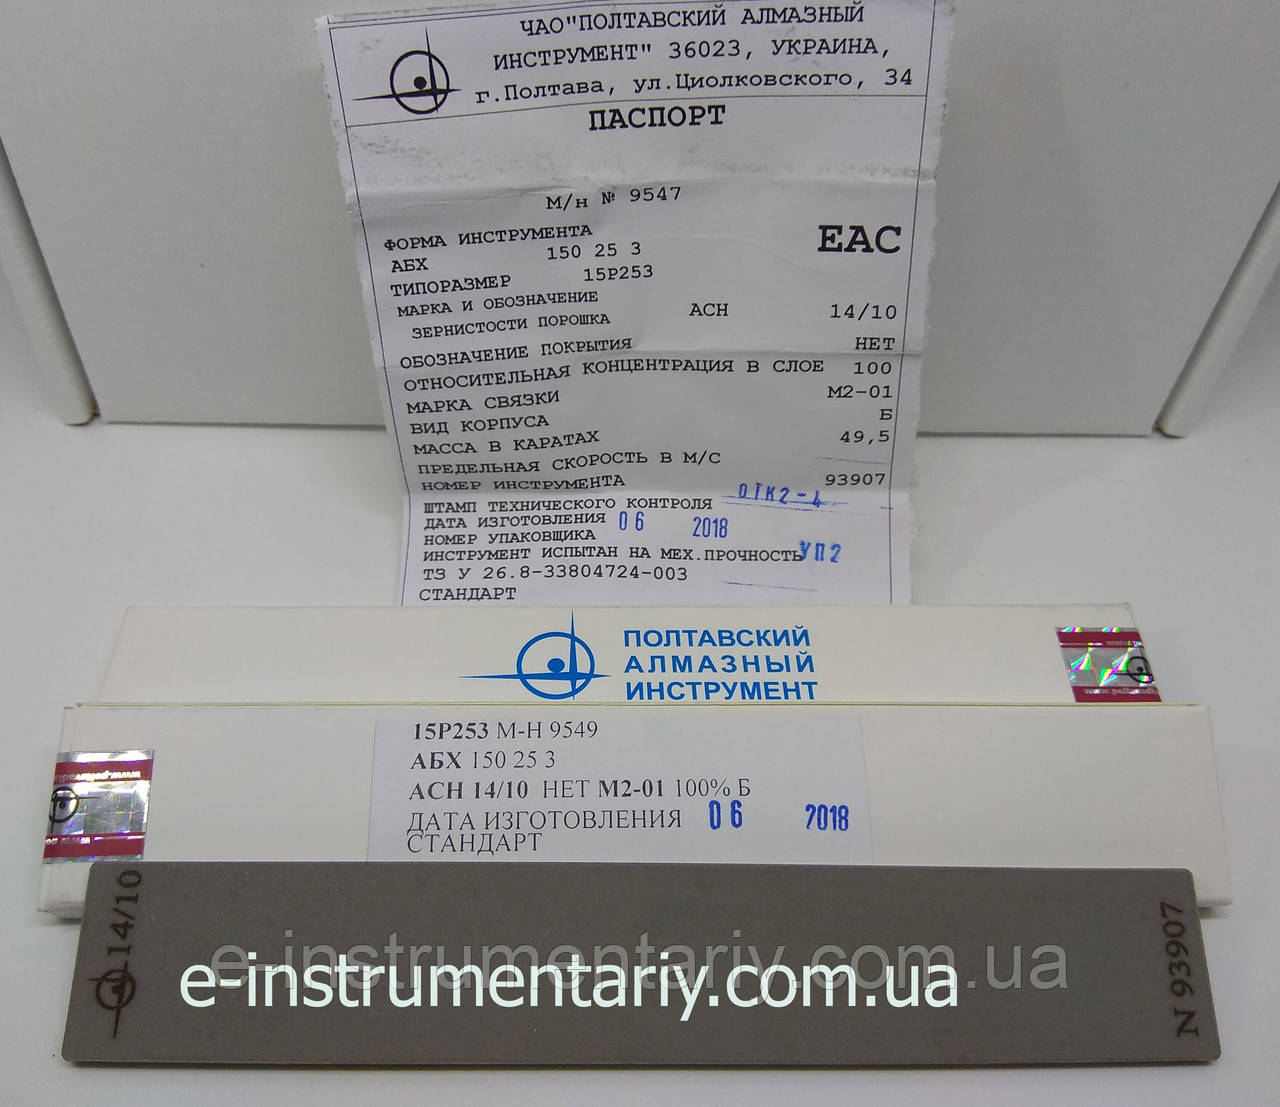 ЧАО"ПОЛТАВСКИЙ АЛМАЗНЫЙ
ИНСТРУМЕНТ" 36023, УКРАИНА,
г.Полтава, ул.Циолковского, 34
ПАСПОРТ
М/н № 9547
ФОРМА ИНСТРУМЕНТА
EAC
АБХ 150 25 3
ТИПОРАЗМЕР 15Р253
МАРКА И ОБОЗНАЧЕНИЕ
ЗЕРНИСТОСТИ ПОРОШКА АСН 14/10
ОБОЗНАЧЕНИЕ ПОКРЫТИЯ НЕТ
ОТНОСИТЕЛЬНАЯ КОНЦЕНТРАЦИЯ В СЛОЕ 100
МАРКА СВЯЗКИ М2-01
ВИД КОРПУСА Б
МАССА В КАРАТАХ 49,5
ПРЕДЕЛЬНАЯ СКОРОСТЬ В М/С
НОМЕР ИНСТРУМЕНТА 93907
ШТАМП ТЕХНИЧЕСКОГО КОНТРОЛЯ ОТК2-4
ДАТА ИЗГОТОВЛЕНИЯ 06 2018
НОМЕР УПАКОВЩИКА
ИНСТРУМЕНТ ИСПЫТАН НА МЕХ.ПРОЧНОСТЬ УП2
ТЗ У 26.8-33804724-003
СТАНДАРТ
ПОЛТАВСКИЙ
АЛМАЗНЫЙ
ИНСТРУМЕНТ
15Р253 М-Н 9549
АБХ 150 25 3
АСН 14/10 НЕТ М2-01 100% Б
ДАТА ИЗГОТОВЛЕНИЯ 06 2018
СТАНДАРТ
14/10
N 93907
e-instrumentariy.com.ua
e-instrumentariy.com.ua